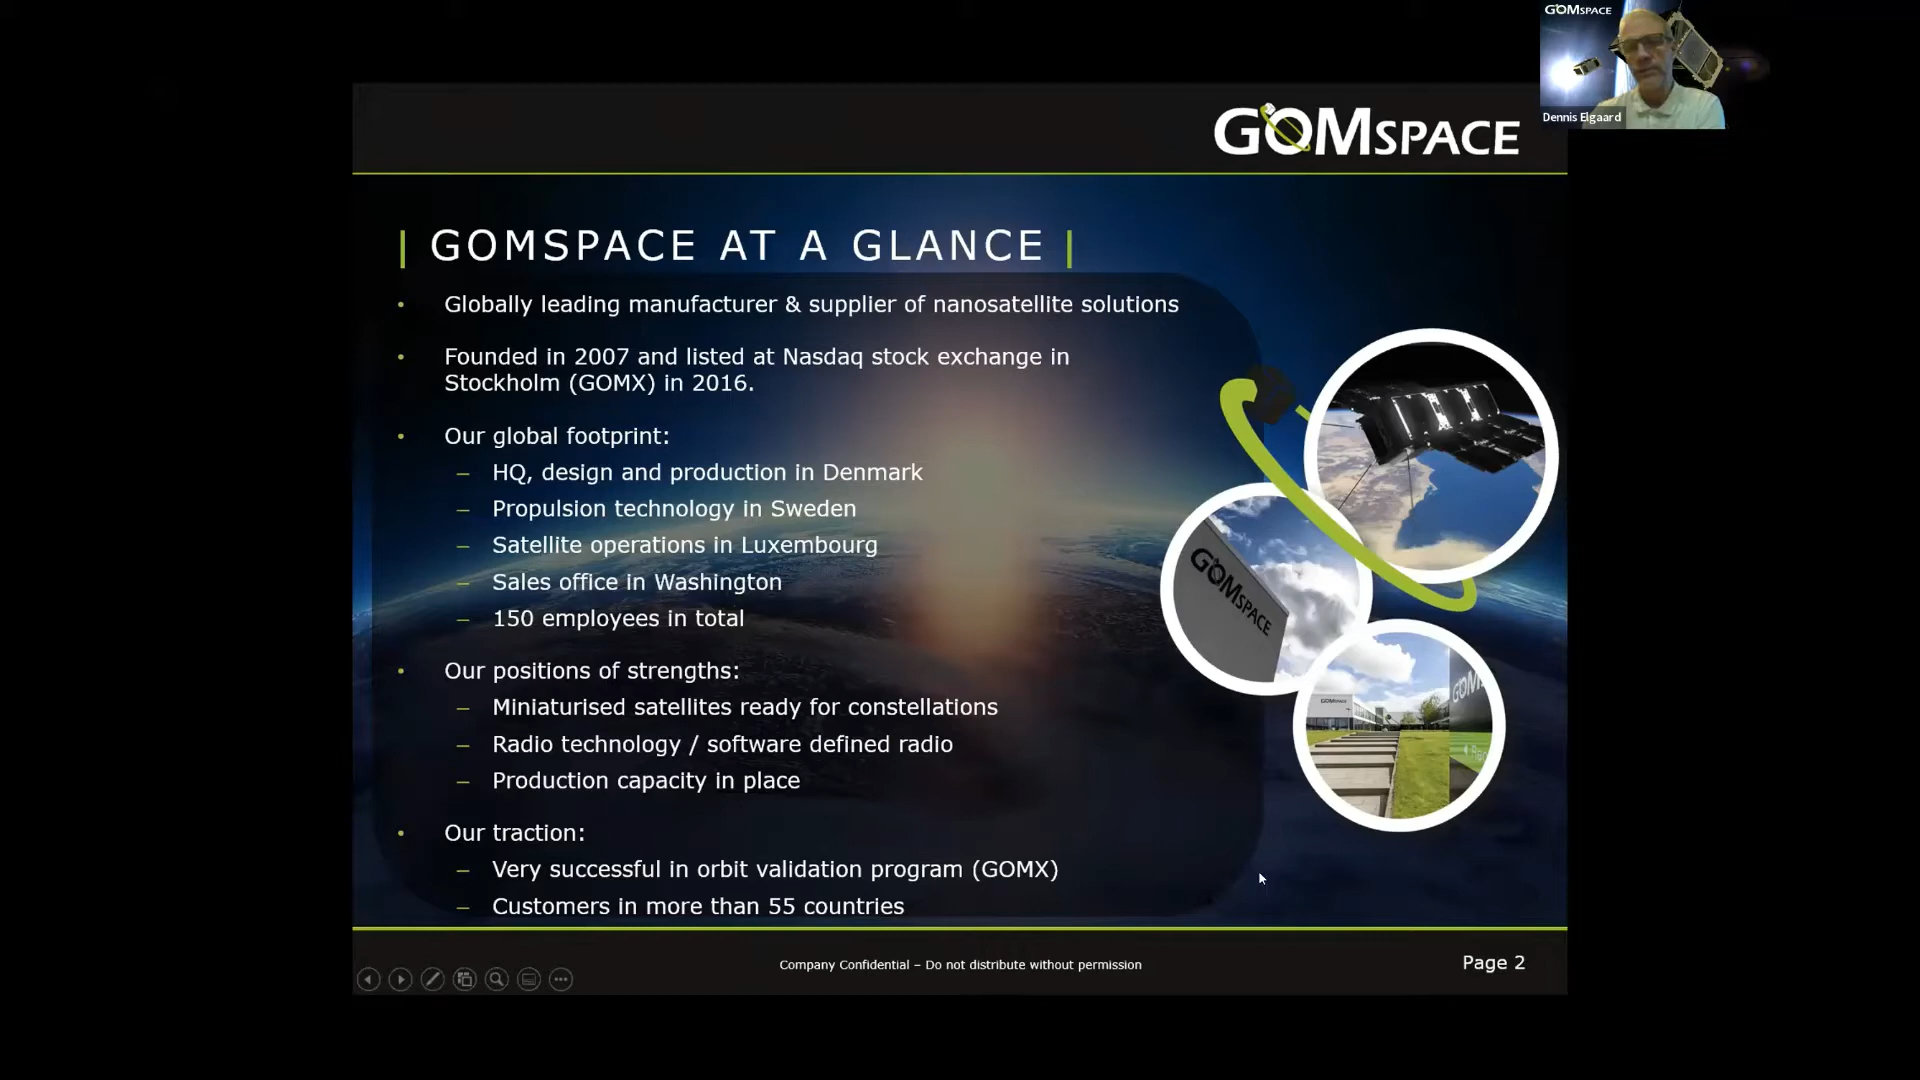 GOMSPACE
Dennis Elgaard
GOMSPACE
| GOMSPACE AT A GLANCE |
• Globally leading manufacturer & supplier of nanosatellite solutions
• Founded in 2007 and listed at Nasdaq stock exchange in
Stockholm (GOMX) in 2016.
• Our global footprint:
– HQ, design and production in Denmark
– Propulsion technology in Sweden
– Satellite operations in Luxembourg
– Sales office in Washington
– 150 employees in total
• Our positions of strengths:
– Miniaturised satellites ready for constellations
– Radio technology / software defined radio
– Production capacity in place
• Our traction:
– Very successful in orbit validation program (GOMX)
– Customers in more than 55 countries
GOMSPACE
GOMSPACE
GOMS
Company Confidential – Do not distribute without permission
Page 2